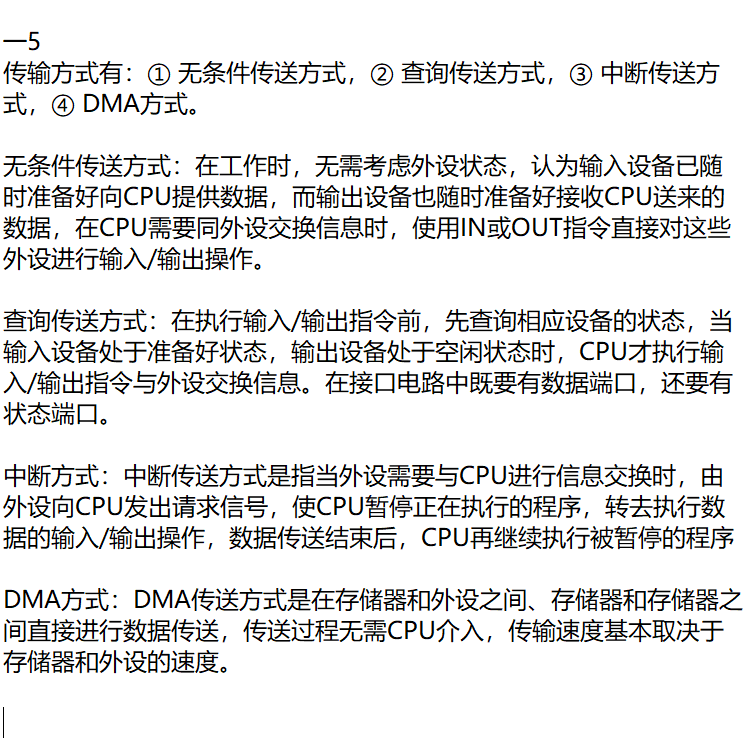 一5
传输方式有：① 无条件传送方式，② 查询传送方式，③ 中断传送方
式，④ DMA方式。
无条件传送方式：在工作时，无需考虑外设状态，认为输入设备已随
时准备好向CPU提供数据，而输出设备也随时准备好接收CPU送来的
数据，在CPU需要同外设交换信息时，使用IN或OUT指令直接对这些
外设进行输入/输出操作。
查询传送方式：在执行输入/输出指令前，先查询相应设备的状态，当
输入设备处于准备好状态，输出设备处于空闲状态时，CPU才执行输
入/输出指令与外设交换信息。在接口电路中既要有数据端口，还要有
状态端口。
中断方式：中断传送方式是指当外设需要与CPU进行信息交换时，由
外设向CPU发出请求信号，使CPU暂停正在执行的程序，转去执行数
据的输入/输出操作，数据传送结束后，CPU再继续执行被暂停的程序
DMA方式：DMA传送方式是在存储器和外设之间、存储器和存储器之
间直接进行数据传送，传送过程无需CPU介入，传输速度基本取决于
存储器和外设的速度。